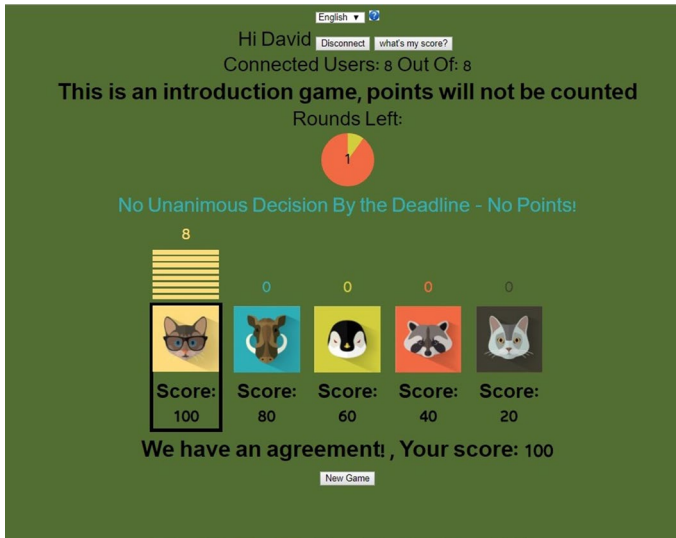 English ▼
Hi David Disconnect what's my score?
Connected Users: 8 Out Of: 8
This is an introduction game, points will not be counted
Rounds Left:
1
No Unanimous Decision By the Deadline - No Points!
8 0 0 0 0
Score: Score: Score: Score: Score:
100 80 60 40 20
We have an agreement! , Your score: 100
New Game